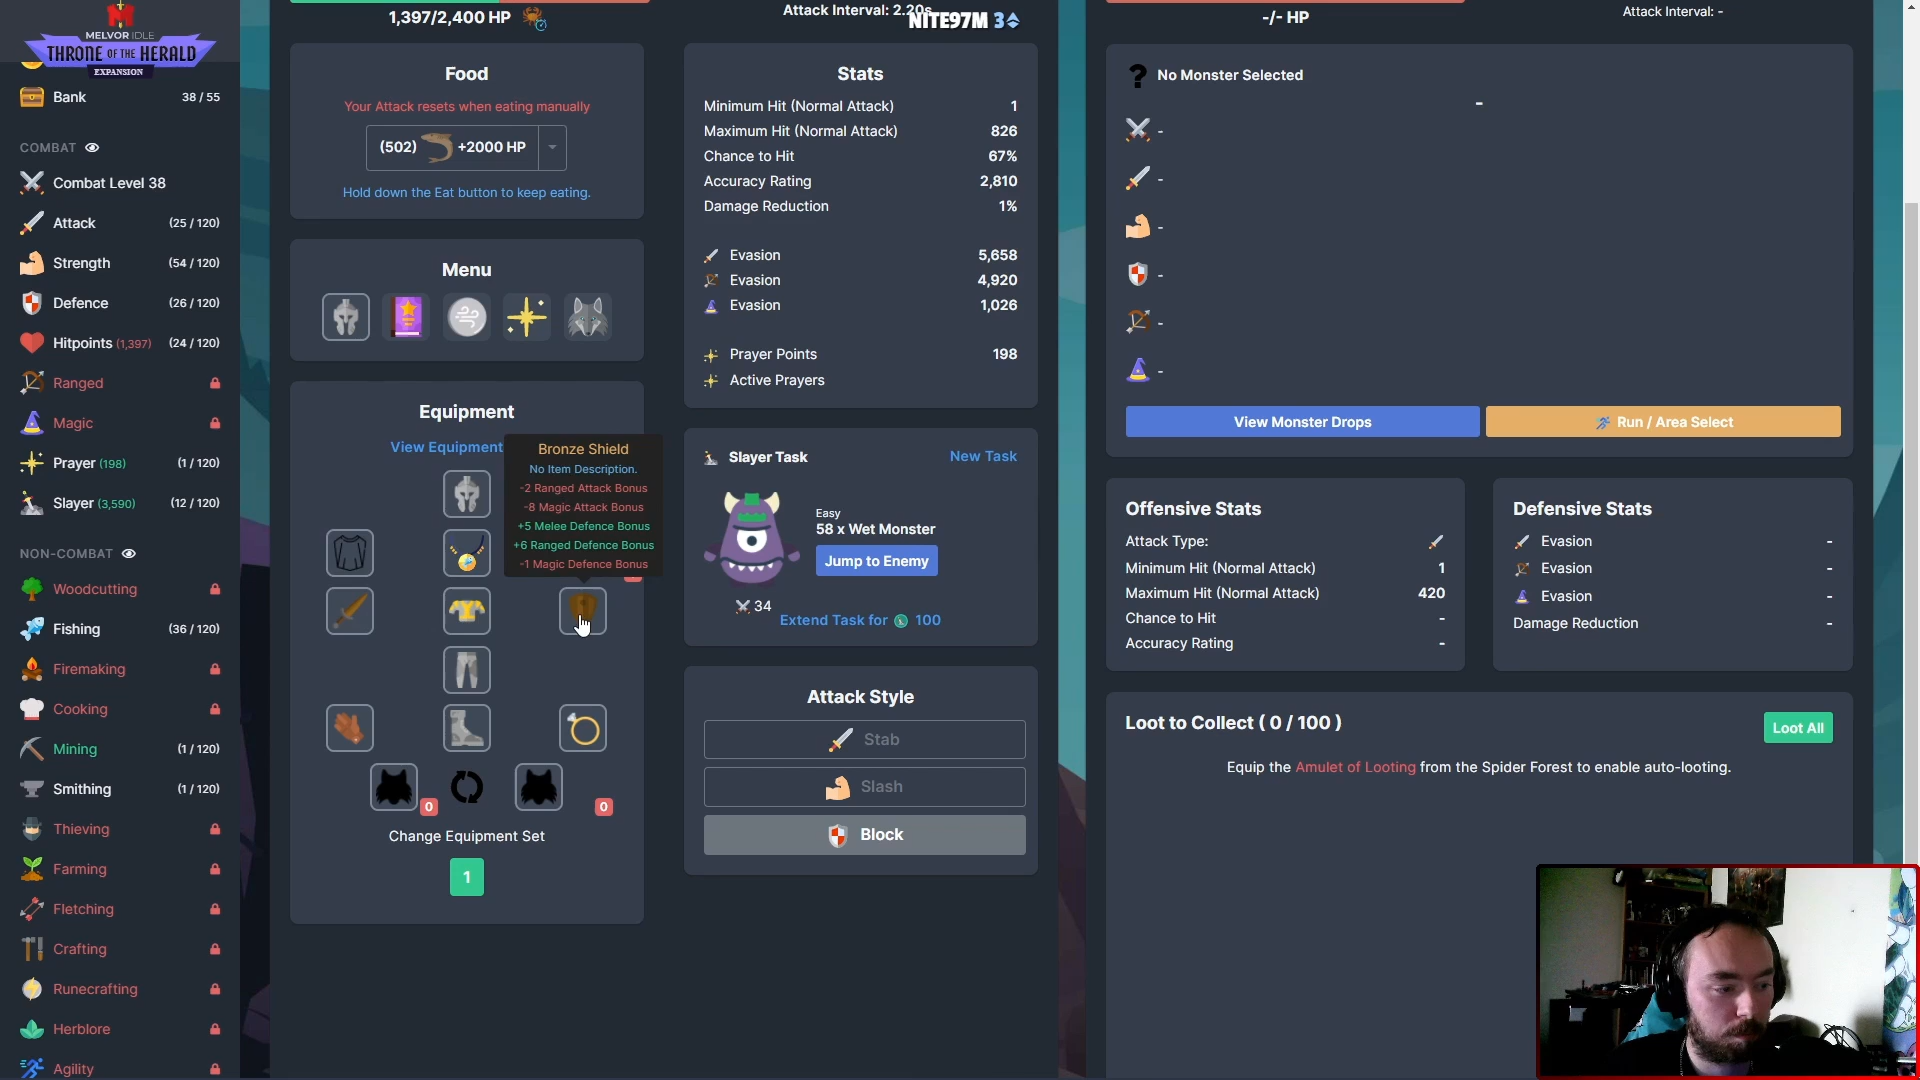 MELVOR IDLE
THRONE OF THE HERALD
EXPANSION
Bank 38 / 55
COMBAT
Combat Level 38
Attack (25 / 120)
Strength (54 / 120)
Defence (26 / 120)
Hitpoints (1,397) (24 / 120)
Ranged
Magic
Prayer (198) (1 / 120)
Slayer (3,590) (12 / 120)
NON-COMBAT
Woodcutting
Fishing (36 / 120)
Firemaking
Cooking
Mining (1 / 120)
Smithing (1 / 120)
Thieving
Farming
Fletching
Crafting
Runecrafting
Herblore
Agility
1,397/2,400 HP
Food
Your Attack resets when eating manually
(502) +2000 HP
Hold down the Eat button to keep eating.
Menu
Equipment
View Equipment
Bronze Shield
No Item Description.
-2 Ranged Attack Bonus
-8 Magic Attack Bonus
+5 Melee Defence Bonus
+6 Ranged Defence Bonus
-1 Magic Defence Bonus
0
0
Change Equipment Set
1
Attack Interval: 2.20s
NITE97M 3
Stats
Minimum Hit (Normal Attack) 1
Maximum Hit (Normal Attack) 826
Chance to Hit 67%
Accuracy Rating 2,810
Damage Reduction 1%
Evasion 5,658
Evasion 4,920
Evasion 1,026
Prayer Points 198
Active Prayers
Slayer Task New Task
Easy
58 x Wet Monster
Jump to Enemy
34
Extend Task for 100
Attack Style
Stab
Slash
Block
-/- HP
Attack Interval: -
? No Monster Selected
-
-
-
-
-
-
-
View Monster Drops
Run / Area Select
Offensive Stats
Attack Type:
Minimum Hit (Normal Attack) 1
Maximum Hit (Normal Attack) 420
Chance to Hit -
Accuracy Rating -
Defensive Stats
Evasion -
Evasion -
Evasion -
Damage Reduction -
Loot to Collect ( 0 / 100 )
Loot All
Equip the Amulet of Looting from the Spider Forest to enable auto-looting.